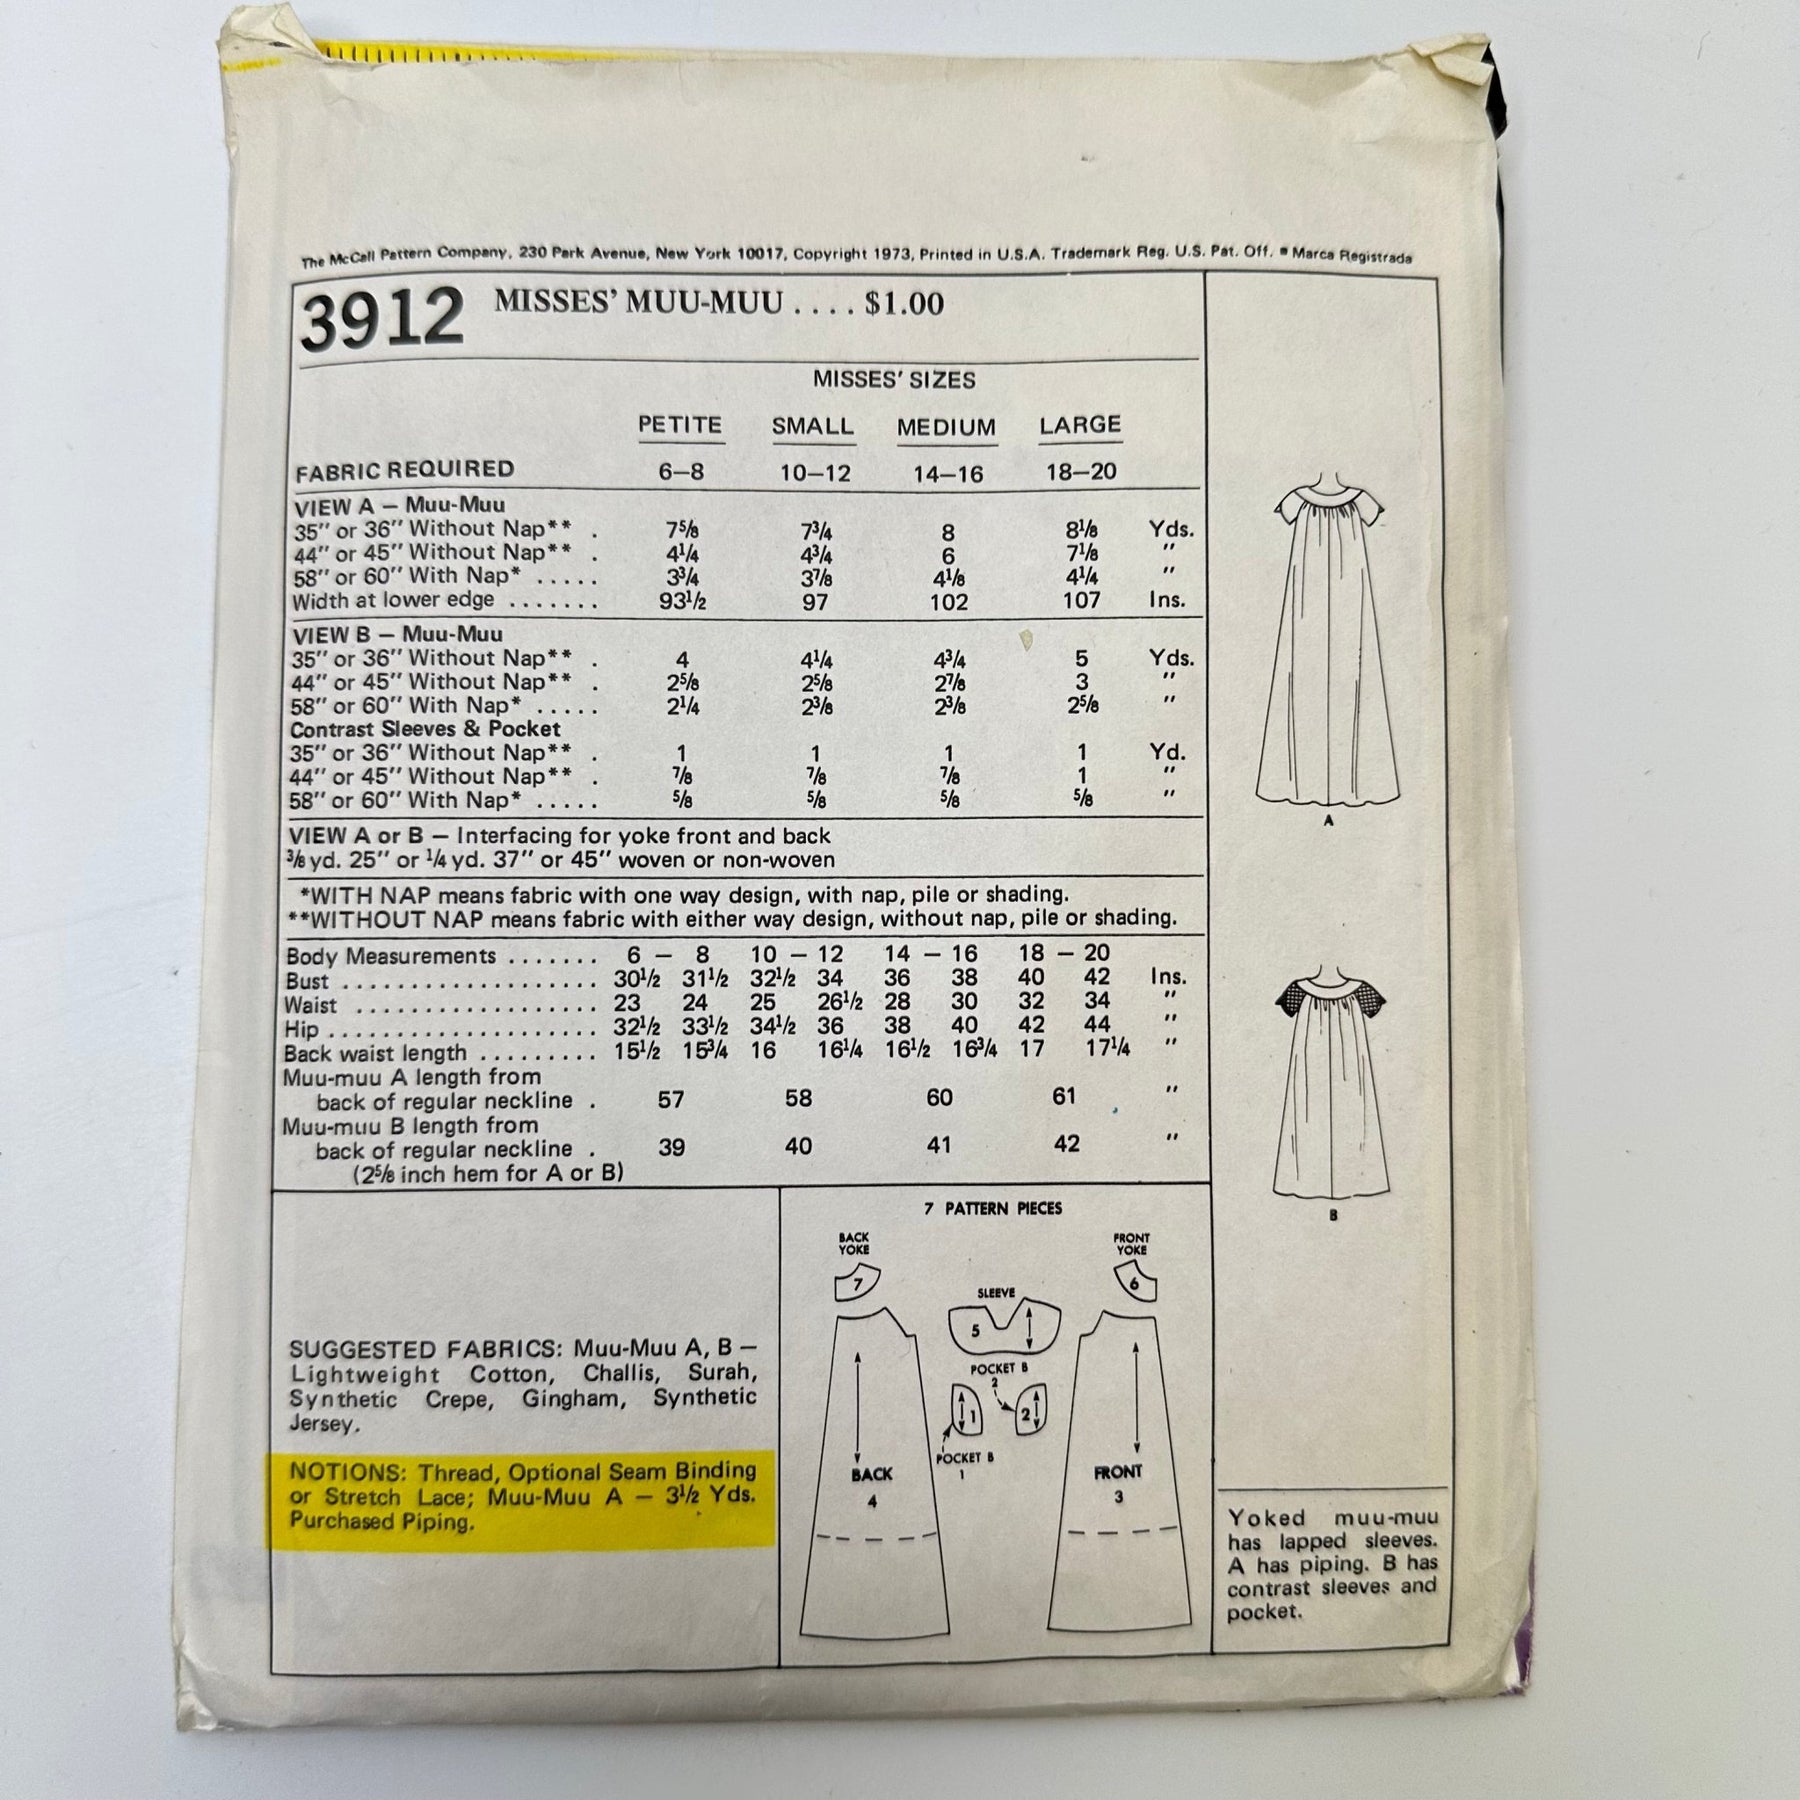 The McCall Pattern Company, 230 Park Avenue, New York 10017, Copyright 1973, Printed in U.S.A. Trademark Reg. U.S. Pat. Off. ■ Marca Registrada
3912 MISSES' MUU-MUU . . . . $1.00
MISSES' SIZES
PETITE SMALL MEDIUM LARGE
FABRIC REQUIRED 6–8 10–12 14–16 18–20
VIEW A – Muu-Muu
35" or 36" Without Nap** . 7⅝ 7¾ 8 8⅛ Yds.
44" or 45" Without Nap** . 4¼ 4¾ 6 7⅛ "
58" or 60" With Nap* . . . . . 3¾ 3⅞ 4⅛ 4¼ "
Width at lower edge . . . . . . . 93½ 97 102 107 Ins.
VIEW B – Muu-Muu
35" or 36" Without Nap** . 4 4¼ 4¾ 5 Yds.
44" or 45" Without Nap** . 2⅝ 2⅝ 2⅞ 3 "
58" or 60" With Nap* . . . . . 2¼ 2⅜ 2⅜ 2⅝ "
Contrast Sleeves & Pocket
35" or 36" Without Nap** . 1 1 1 1 Yd.
44" or 45" Without Nap** . ⅞ ⅞ ⅞ 1 "
58" or 60" With Nap* . . . . . ⅝ ⅝ ⅝ ⅝ "
VIEW A or B – Interfacing for yoke front and back
⅜ yd. 25" or ¼ yd. 37" or 45" woven or non-woven
*WITH NAP means fabric with one way design, with nap, pile or shading.
**WITHOUT NAP means fabric with either way design, without nap, pile or shading.
Body Measurements . . . . . . . 6 – 8 10 – 12 14 – 16 18 – 20
Bust . . . . . . . . . . . . . . . . . . . 30½ 31½ 32½ 34 36 38 40 42 Ins.
Waist . . . . . . . . . . . . . . . . . . 23 24 25 26½ 28 30 32 34 "
Hip . . . . . . . . . . . . . . . . . . . . 32½ 33½ 34½ 36 38 40 42 44 "
Back waist length . . . . . . . . . 15½ 15¾ 16 16¼ 16½ 16¾ 17 17¼ "
Muu-muu A length from
back of regular neckline . 57 58 60 61 "
Muu-muu B length from
back of regular neckline . 39 40 41 42 "
(2⅝ inch hem for A or B)
SUGGESTED FABRICS: Muu-Muu A, B –
Lightweight Cotton, Challis, Surah,
Synthetic Crepe, Gingham, Synthetic
Jersey.
NOTIONS: Thread, Optional Seam Binding
or Stretch Lace; Muu-Muu A – 3½ Yds.
Purchased Piping.
7 PATTERN PIECES
BACK
YOKE
7
FRONT
YOKE
6
SLEEVE
5
POCKET B
2
1
2
POCKET B
1
BACK
4
FRONT
3
A
B
Yoked muu-muu
has lapped sleeves.
A has piping. B has
contrast sleeves and
pocket.